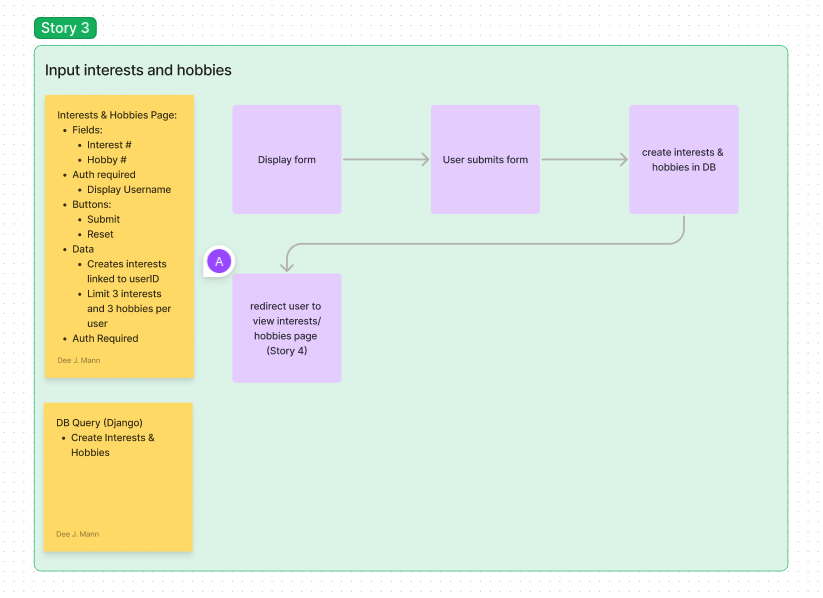 Story 3
Input interests and hobbies
Interests & Hobbies Page:
• Fields:
• Interest #
• Hobby #
• Auth required
• Display Username
• Buttons:
• Submit
• Reset
• Data
• Creates interests
linked to userID
• Limit 3 interests
and 3 hobbies per
user
• Auth Required
Dee J. Mann
Display form
User submits form
create interests &
hobbies in DB
A
redirect user to
view interests/
hobbies page
(Story 4)
DB Query (Django)
• Create Interests &
Hobbies
Dee J. Mann